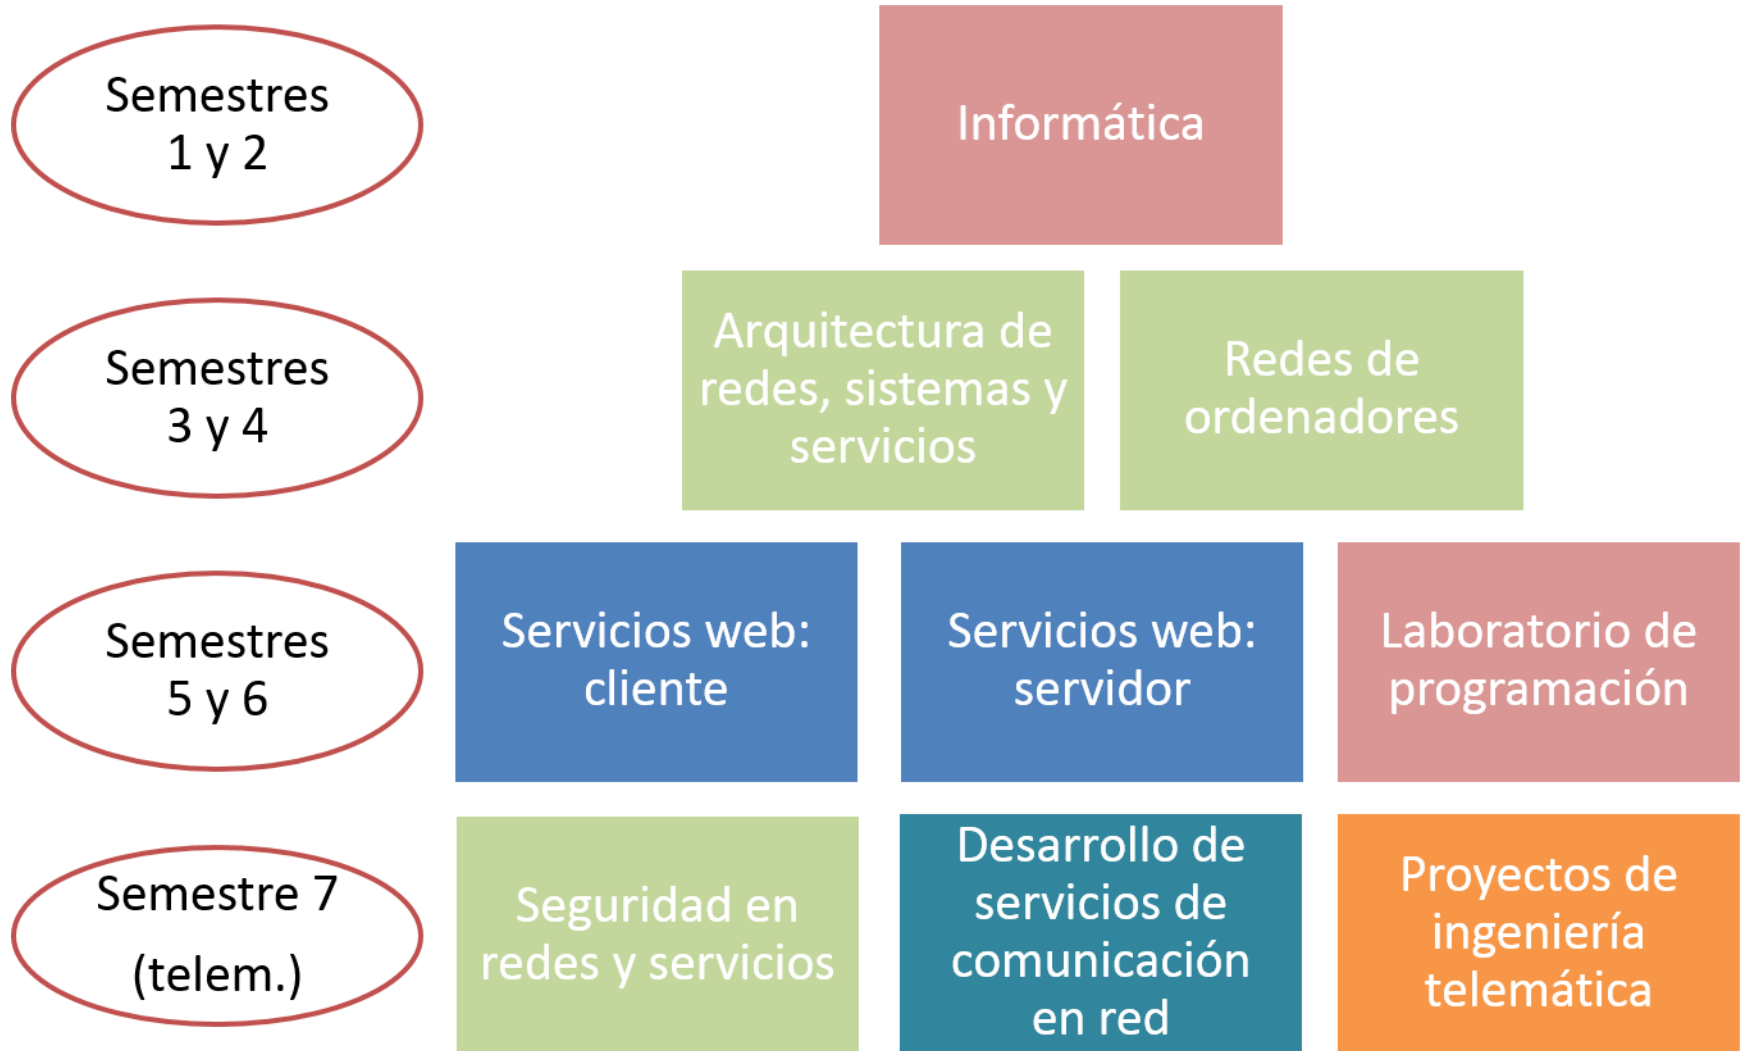 Semestres
1 y 2
Informática
Semestres
3 y 4
Arquitectura de
redes, sistemas y
servicios
Redes de
ordenadores
Semestres
5 y 6
Servicios web:
cliente
Servicios web:
servidor
Laboratorio de
programación
Semestre 7
(telem.)
Seguridad en
redes y servicios
Desarrollo de
servicios de
comunicación
en red
Proyectos de
ingeniería
telemática